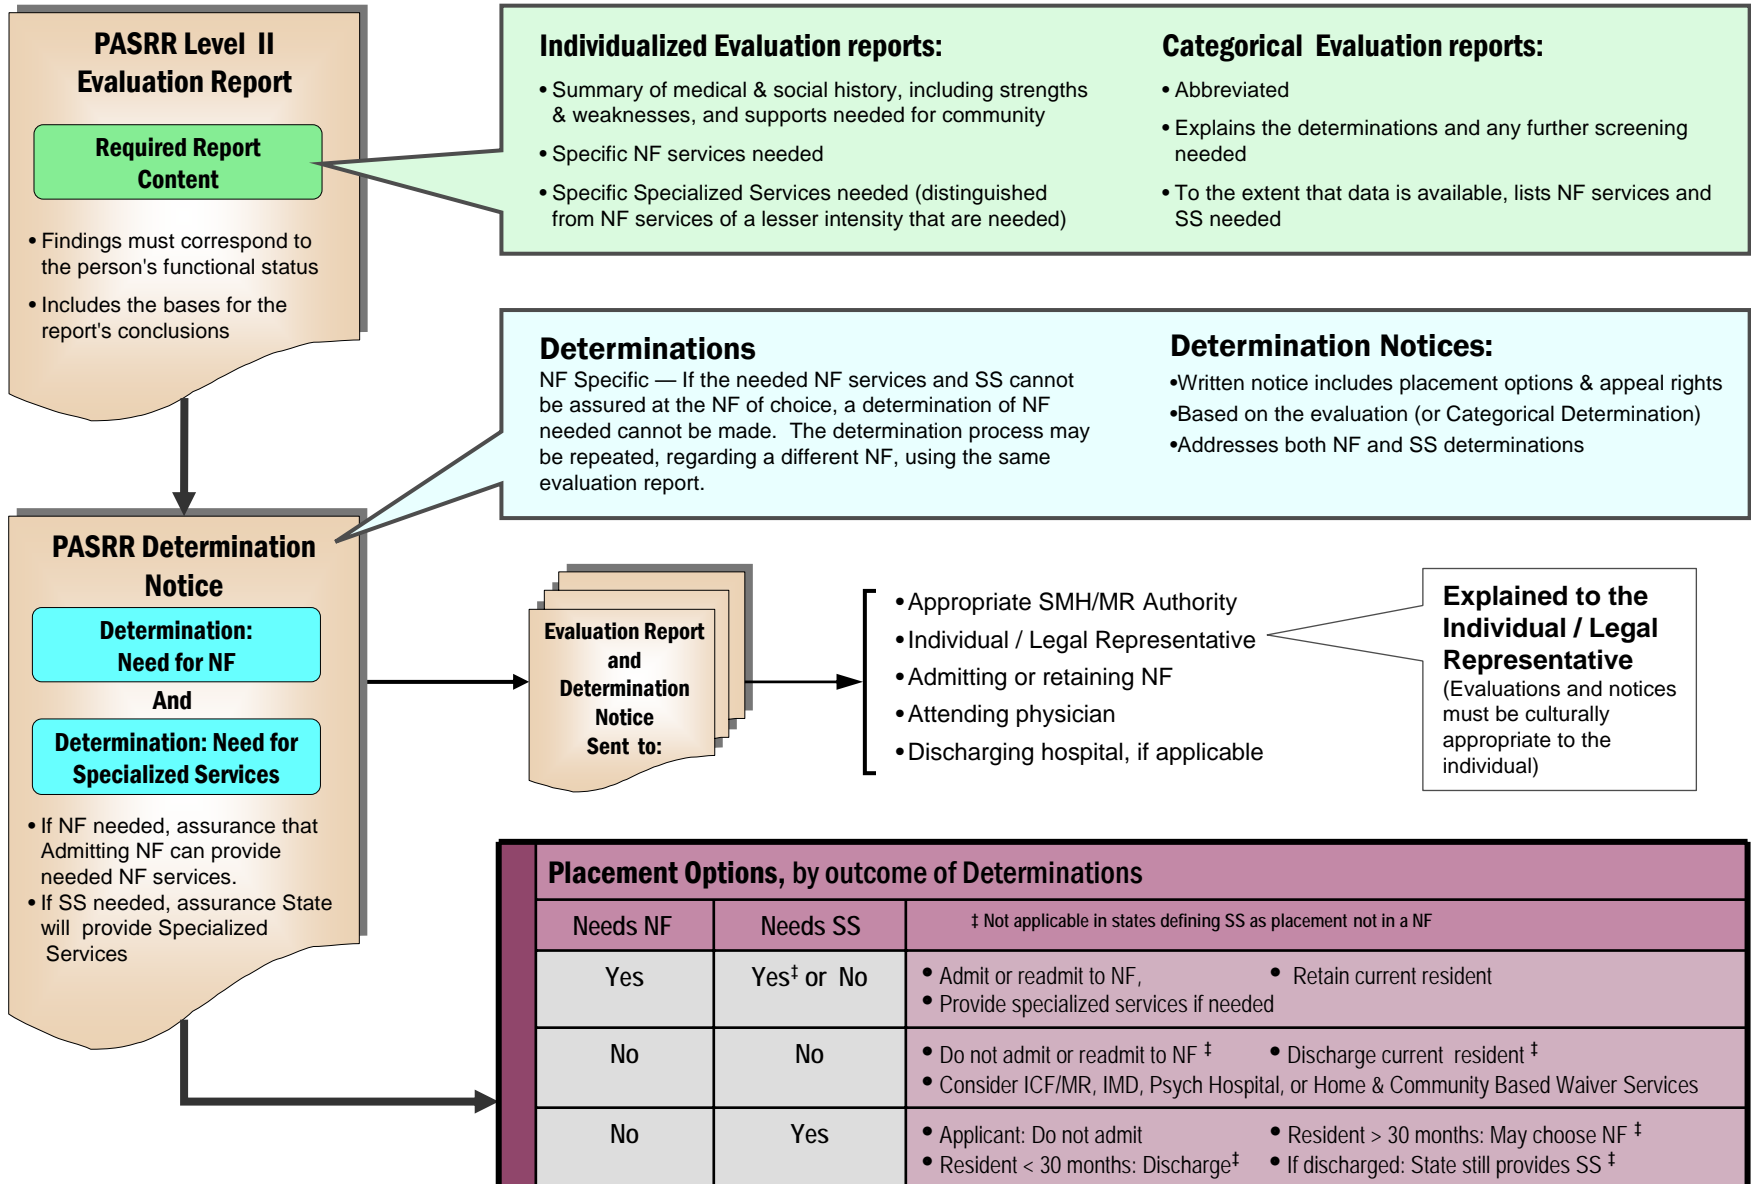 PASRR Level II
Evaluation Report
Required Report
Content
• Findings must correspond to
the person's functional status
• Includes the bases for the
report's conclusions
Individualized Evaluation reports:
• Summary of medical & social history, including strengths
& weaknesses, and supports needed for community
• Specific NF services needed
• Specific Specialized Services needed (distinguished
from NF services of a lesser intensity that are needed)
Categorical Evaluation reports:
• Abbreviated
• Explains the determinations and any further screening
needed
• To the extent that data is available, lists NF services and
SS needed
Determinations
NF Specific — If the needed NF services and SS cannot
be assured at the NF of choice, a determination of NF
needed cannot be made. The determination process may
be repeated, regarding a different NF, using the same
evaluation report.
Determination Notices:
•Written notice includes placement options & appeal rights
•Based on the evaluation (or Categorical Determination)
•Addresses both NF and SS determinations
PASRR Determination
Notice
Determination:
Need for NF
And
Determination: Need for
Specialized Services
• If NF needed, assurance that
Admitting NF can provide
needed NF services.
• If SS needed, assurance State
will provide Specialized
Services
Evaluation Report
and
Determination
Notice
Sent to:
• Appropriate SMH/MR Authority
• Individual / Legal Representative
• Admitting or retaining NF
• Attending physician
• Discharging hospital, if applicable
Explained to the
Individual / Legal
Representative
(Evaluations and notices
must be culturally
appropriate to the
individual)
Placement Options, by outcome of Determinations
Needs NF Needs SS ‡ Not applicable in states defining SS as placement not in a NF
Yes Yes‡ or No • Admit or readmit to NF, • Retain current resident
• Provide specialized services if needed
No No • Do not admit or readmit to NF ‡ • Discharge current resident ‡
• Consider ICF/MR, IMD, Psych Hospital, or Home & Community Based Waiver Services
No Yes • Applicant: Do not admit • Resident > 30 months: May choose NF ‡
• Resident < 30 months: Discharge‡ • If discharged: State still provides SS ‡